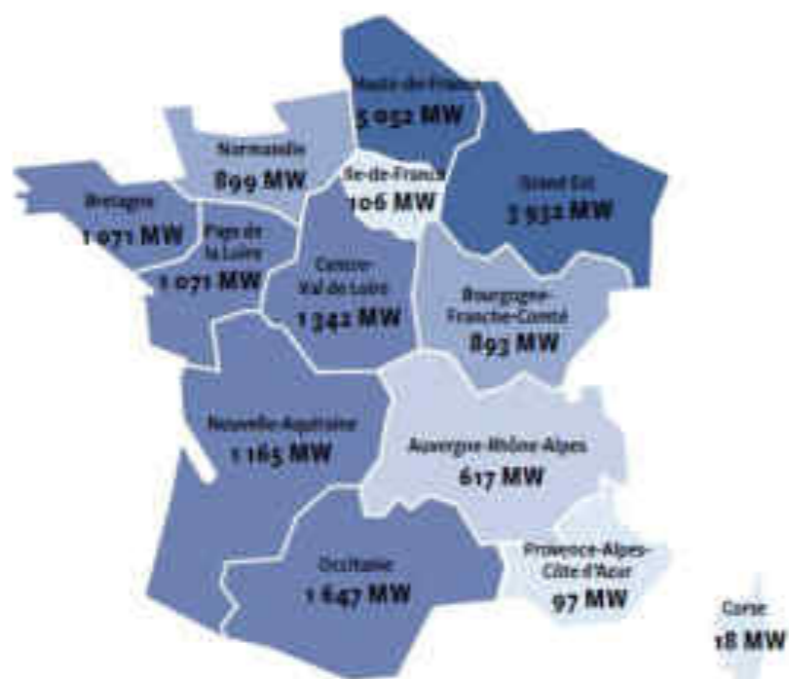 Hauts-de-France
5 052 MW
Normandie
899 MW
Ile-de-France
106 MW
Grand Est
3 932 MW
Bretagne
1 071 MW
Pays de
la Loire
1 071 MW
Centre-
Val de Loire
1 342 MW
Bourgogne-
Franche-Comté
893 MW
Nouvelle-Aquitaine
1 165 MW
Auvergne-Rhône-Alpes
617 MW
Occitanie
1 647 MW
Provence-Alpes-
Côte d'Azur
97 MW
Corse
18 MW